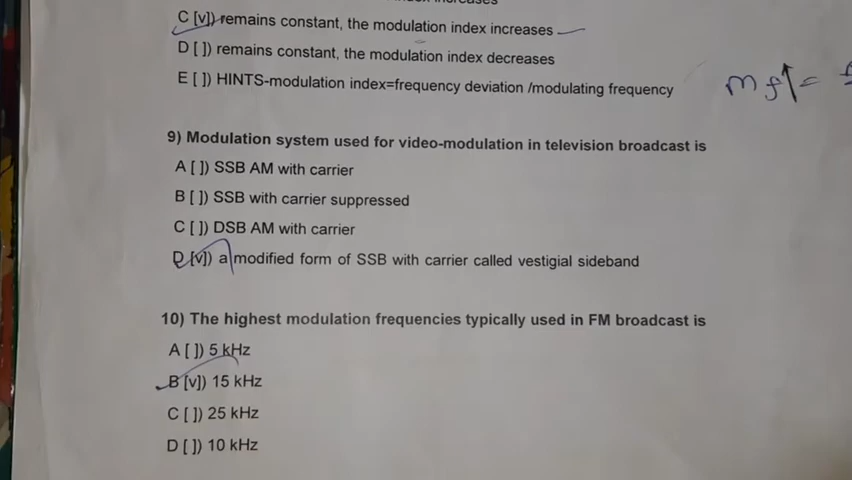 C [v]) remains constant, the modulation index increases
D [ ]) remains constant, the modulation index decreases
E [ ]) HINTS-modulation index=frequency deviation /modulating frequency
m f↑ =
9) Modulation system used for video-modulation in television broadcast is
A [ ]) SSB AM with carrier
B [ ]) SSB with carrier suppressed
C [ ]) DSB AM with carrier
D [v]) a modified form of SSB with carrier called vestigial sideband
10) The highest modulation frequencies typically used in FM broadcast is
A [ ]) 5 kHz
B [v]) 15 kHz
C [ ]) 25 kHz
D [ ]) 10 kHz